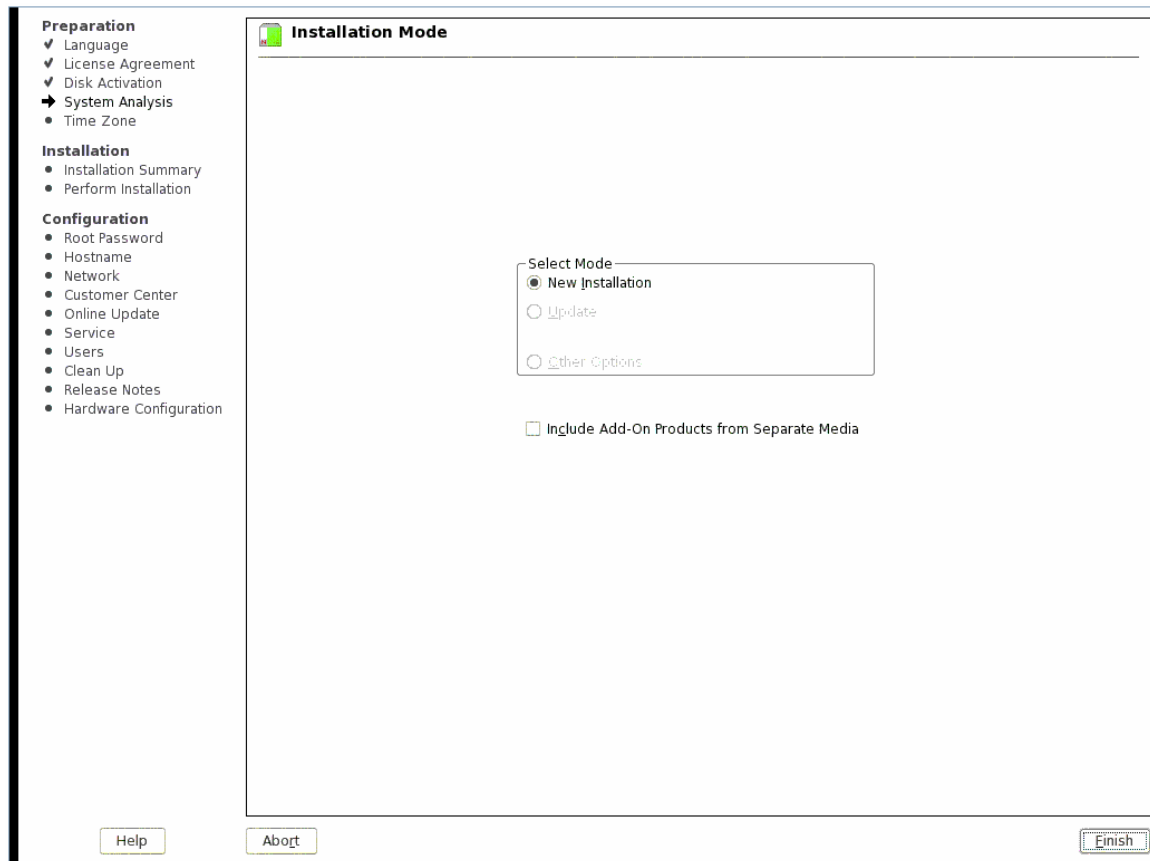 Preparation
Language
License Agreement
Disk Activation
System Analysis
Time Zone
Installation
Installation Summary
Perform Installation
Configuration
Root Password
Hostname
Network
Customer Center
Online Update
Service
Users
Clean Up
Release Notes
Hardware Configuration
Installation Mode
Select Mode
New Installation
Update
Other Options
Include Add-On Products from Separate Media
Help
Abort
Finish